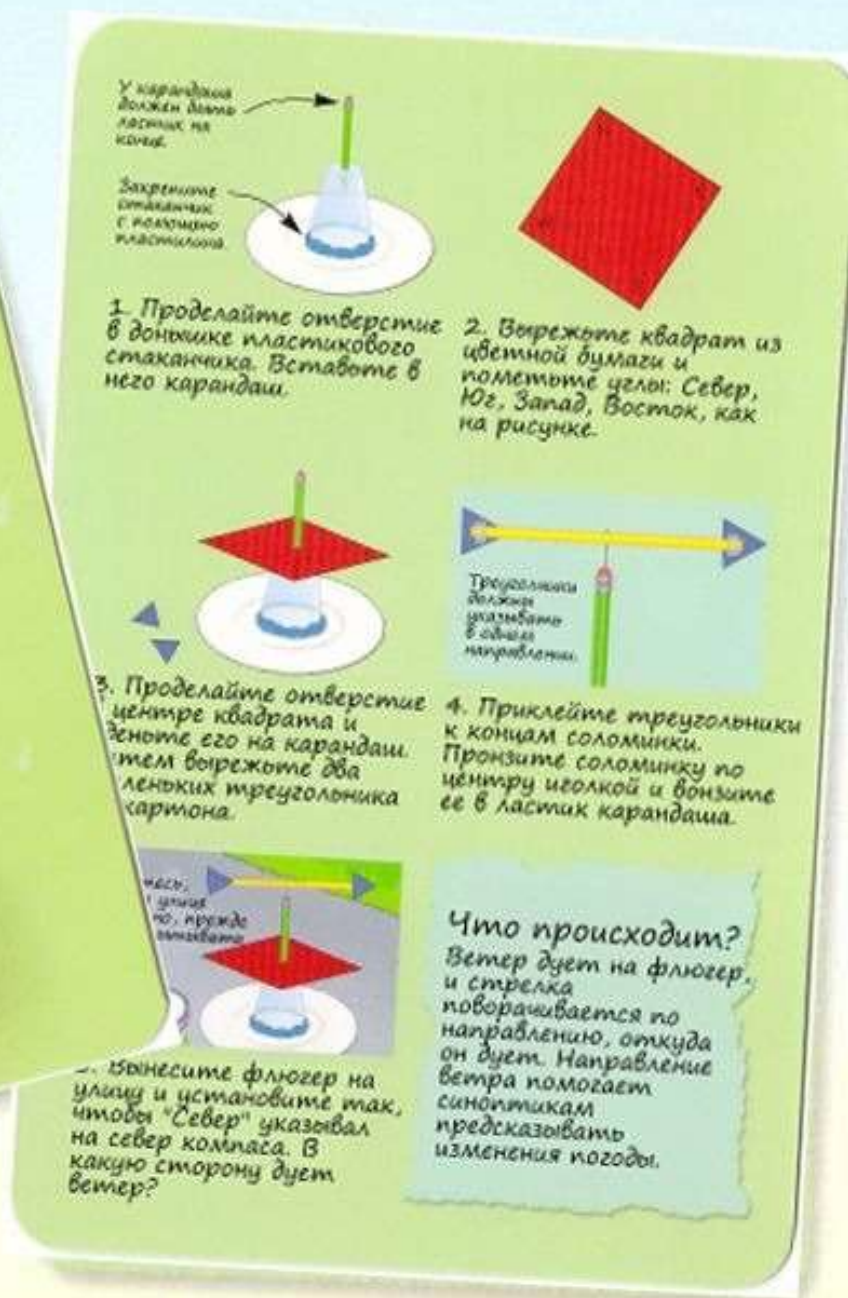 У карандаша
должен быть
ластик на
конце.
Закрепите
стаканчик
с помощью
пластилина.
1. Проделайте отверстие
в донышке пластикового
стаканчика. Вставьте в
него карандаш.
2. Вырежьте квадрат из
цветной бумаги и
пометьте углы: Север,
Юг, Запад, Восток, как
на рисунке.
3. Проделайте отверстие
центре квадрата и
деньте его на карандаш.
тем вырежьте два
леньких треугольника
картона.
Треугольники
должны
указывать
в одном
направлении.
4. Приклейте треугольники
к концам соломинки.
Пронзите соломинку по
центру иголкой и вонзите
ее в ластик карандаша.
есь,
улице
но, прежде
Вынесите флюгер на
улицу и установите так,
чтобы "Север" указывал
на север компаса. В
какую сторону дует
ветер?
Что происходит?
Ветер дует на флюгер,
и стрелка
поворачивается по
направлению, откуда
он дует. Направление
ветра помогает
синоптикам
предсказывать
изменения погоды.